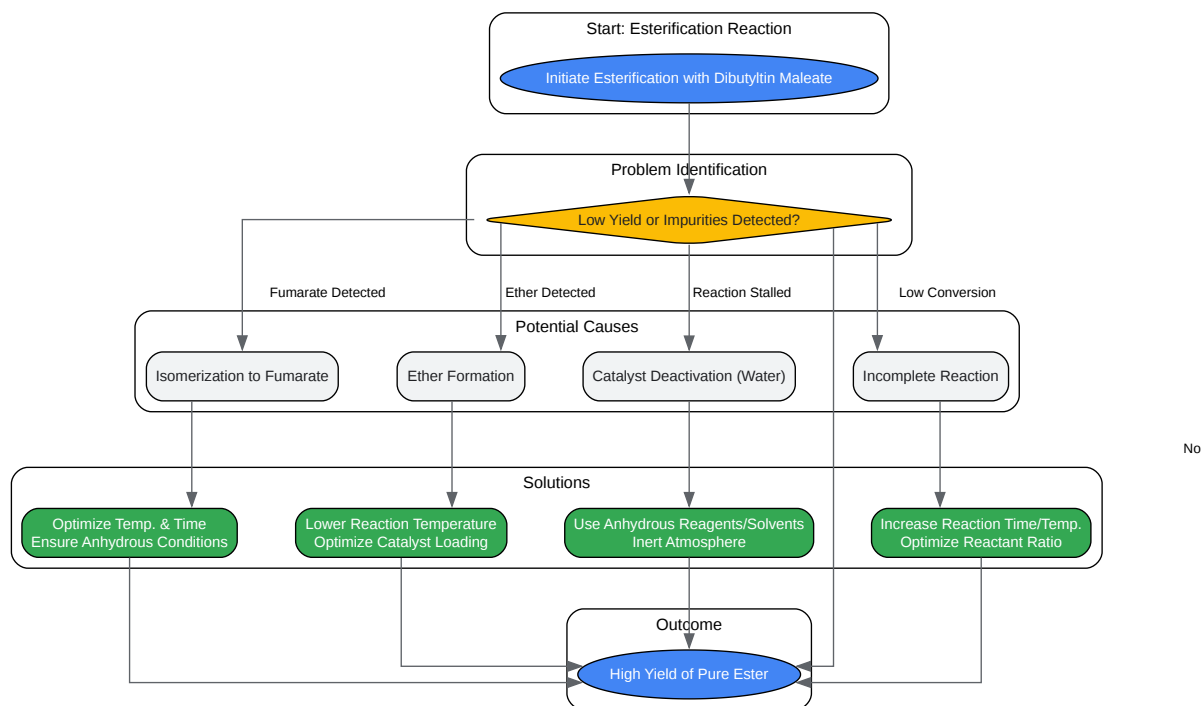 Start: Esterification Reaction
Initiate Esterification with Dibutyltin Maleate
Problem Identification
Low Yield or Impurities Detected?
Fumarate Detected
Ether Detected
Reaction Stalled
Low Conversion
Potential Causes
Isomerization to Fumarate
Ether Formation
Catalyst Deactivation (Water)
Incomplete Reaction
No
Solutions
Optimize Temp. & Time
Ensure Anhydrous Conditions
Lower Reaction Temperature
Optimize Catalyst Loading
Use Anhydrous Reagents/Solvents
Inert Atmosphere
Increase Reaction Time/Temp.
Optimize Reactant Ratio
Outcome
High Yield of Pure Ester